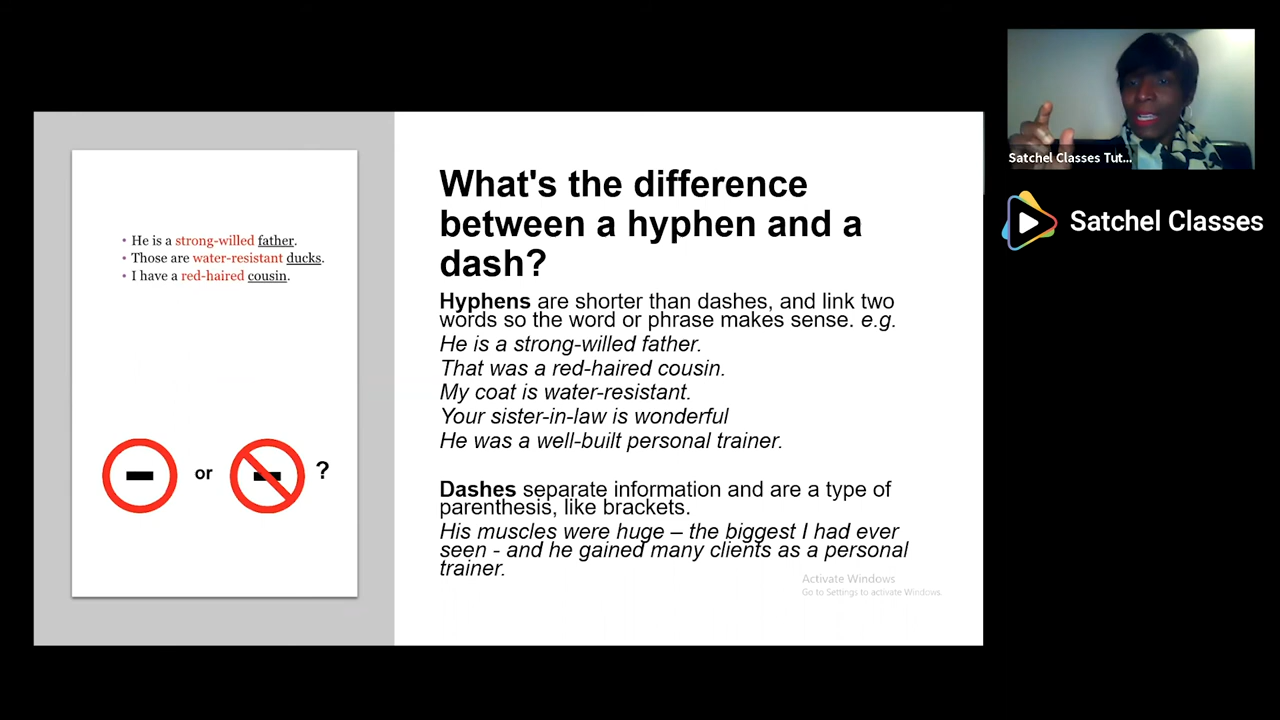 • He is a strong-willed father.
• Those are water-resistant ducks.
• I have a red-haired cousin.
or
?
What's the difference
between a hyphen and a
dash?
Hyphens are shorter than dashes, and link two
words so the word or phrase makes sense. e.g.
He is a strong-willed father.
That was a red-haired cousin.
My coat is water-resistant.
Your sister-in-law is wonderful
He was a well-built personal trainer.
Dashes separate information and are a type of
parenthesis, like brackets.
His muscles were huge – the biggest I had ever
seen - and he gained many clients as a personal
trainer.
Activate Windows
Go to Settings to activate Windows.
Satchel Classes Tut...
Satchel Classes